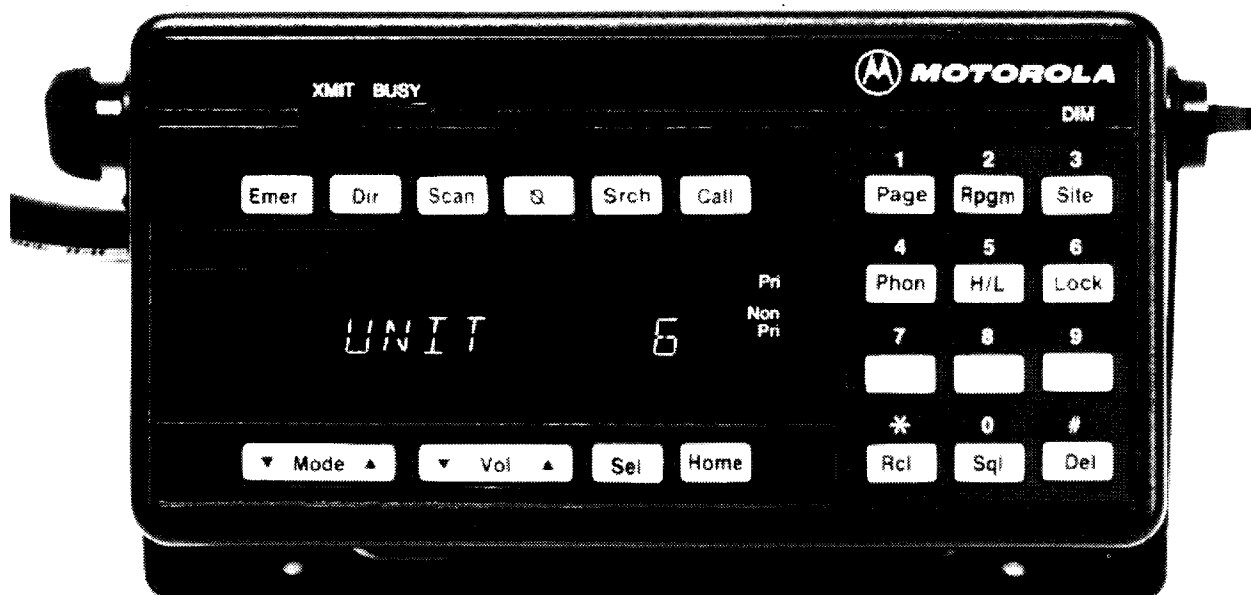 MOTOROLA
XMIT BUSY
DIM
1 2 3
Emer Dir Scan Srch Call
Page Rpgm Site
4 5 6
Phon H/L Lock
Pri
Non
Pri
UNIT 6
7 8 9
* 0 #
▼ Mode ▲ ▼ Vol ▲ Sel Home
Rcl Sql Del